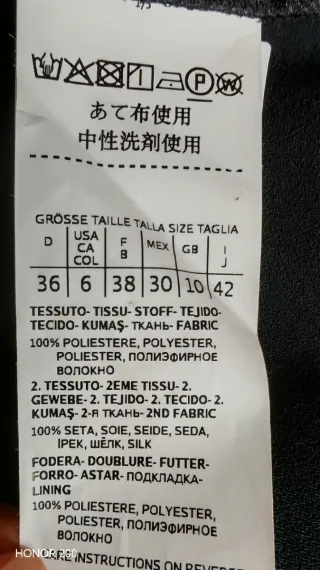 あて布使用
中性洗剤使用
GRÖSSE TAILLE TALLA SIZE TAGLIA
D USA CA COL F B MEX GB I J
36 6 38 30 10 42
TESSUTO- TISSU- STOFF- TEJIDO-
TECIDO- KUMAŞ- ТКАНЬ- FABRIC
100% POLIESTERE, POLYESTER,
POLIESTER, ПОЛИЭФИРНОЕ
ВОЛОКНО
2. TESSUTO- 2EME TISSU- 2.
GEWEBE- 2. TEJIDO- 2. TECIDO- 2.
KUMAŞ- 2-Я ТКАНЬ- 2ND FABRIC
100% SETA, SOIE, SEIDE, SEDA,
İPEK, ШЁЛК, SILK
FODERA- DOUBLURE- FUTTER-
FORRO- ASTAR- ПОДКЛАДКА-
LINING
100% POLIESTERE, POLYESTER,
POLIESTER, ПОЛИЭФИРНОЕ
ВОЛОКНО
INSTRUCTIONS ON REVERSE
HONOR